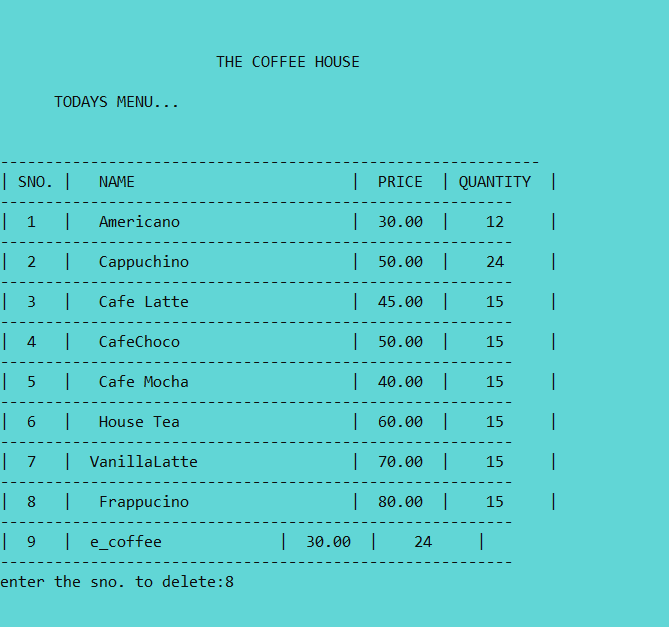 THE COFFEE HOUSE
TODAYS MENU...
------------------------------------------------------------
| SNO. |   NAME                        |  PRICE  | QUANTITY  |
---------------------------------------------------------
|  1   |   Americano                   |  30.00  |    12     |
---------------------------------------------------------
|  2   |   Cappuchino                  |  50.00  |    24     |
---------------------------------------------------------
|  3   |   Cafe Latte                  |  45.00  |    15     |
---------------------------------------------------------
|  4   |   CafeChoco                   |  50.00  |    15     |
---------------------------------------------------------
|  5   |   Cafe Mocha                  |  40.00  |    15     |
---------------------------------------------------------
|  6   |   House Tea                   |  60.00  |    15     |
---------------------------------------------------------
|  7   |  VanillaLatte                 |  70.00  |    15     |
---------------------------------------------------------
|  8   |   Frappucino                  |  80.00  |    15     |
---------------------------------------------------------
|  9   |  e_coffee             |  30.00  |    24     |
---------------------------------------------------------
enter the sno. to delete:8